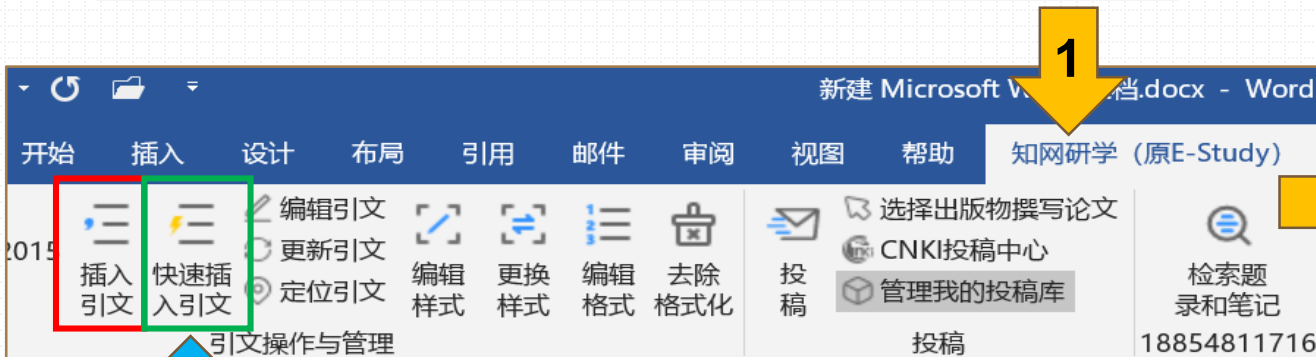 1
新建 Microsoft W 档.docx - Word
开始 插入 设计 布局 引用 邮件 审阅 视图 帮助 知网研学（原E-Study）
2015
插入
引文
快速插
入引文
编辑引文
更新引文
定位引文
编辑
样式
更换
样式
编辑
格式
去除
格式化
引文操作与管理
投
稿
选择出版物撰写论文
CNKI投稿中心
管理我的投稿库
投稿
检索题
录和笔记
18854811716